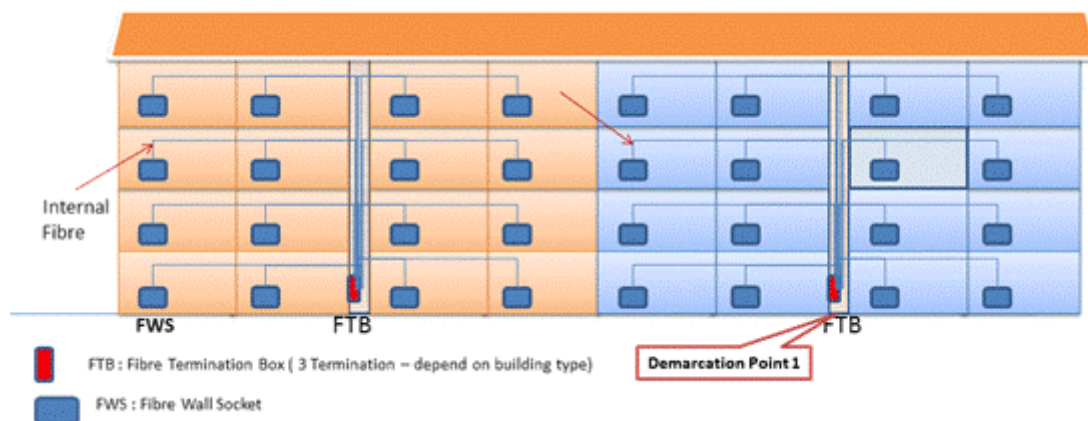 Internal
Fibre
FWS
FTB
FTB
Demarcation Point 1
FTB : Fibre Termination Box ( 3 Termination – depend on building type)
FWS : Fibre Wall Socket